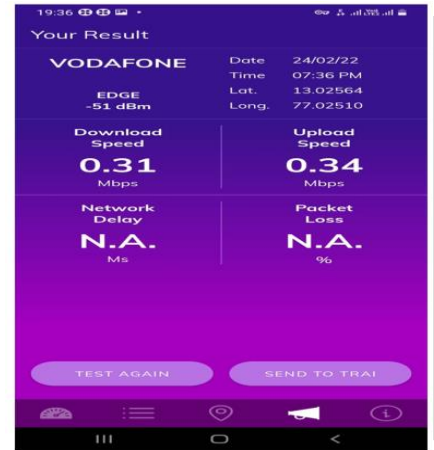 19:36
Your Result
VODAFONE
EDGE
-51 dBm
Date 24/02/22
Time 07:36 PM
Lat. 13.02564
Long. 77.02510
Download
Speed
0.31
Mbps
Upload
Speed
0.34
Mbps
Network
Delay
N.A.
Ms
Packet
Loss
N.A.
%
TEST AGAIN
SEND TO TRAI